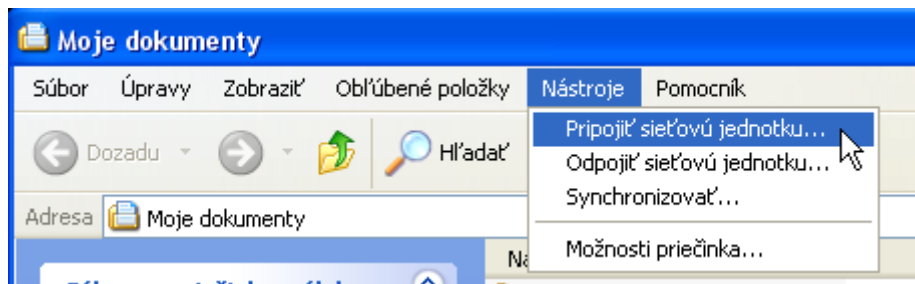 Moje dokumenty
Súbor Úpravy Zobraziť Obľúbené položky Nástroje Pomocník
Pripojiť sieťovú jednotku...
Dozadu Hľadať
Odpojiť sieťovú jednotku...
Synchronizovať...
Adresa Moje dokumenty
Možnosti priečinka...